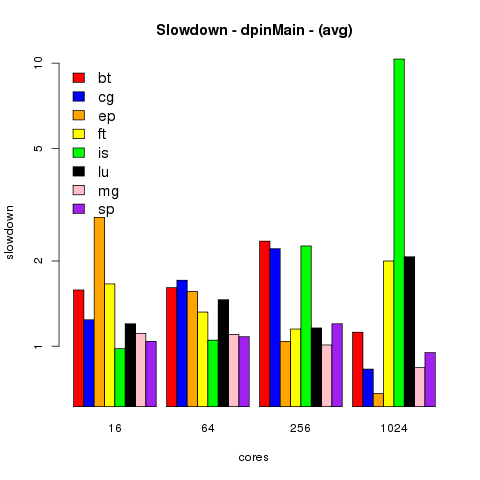 Slowdown - dpinMain - (avg)
10
5
2
1
slowdown
bt
cg
ep
ft
is
lu
mg
sp
16 64 256 1024
cores